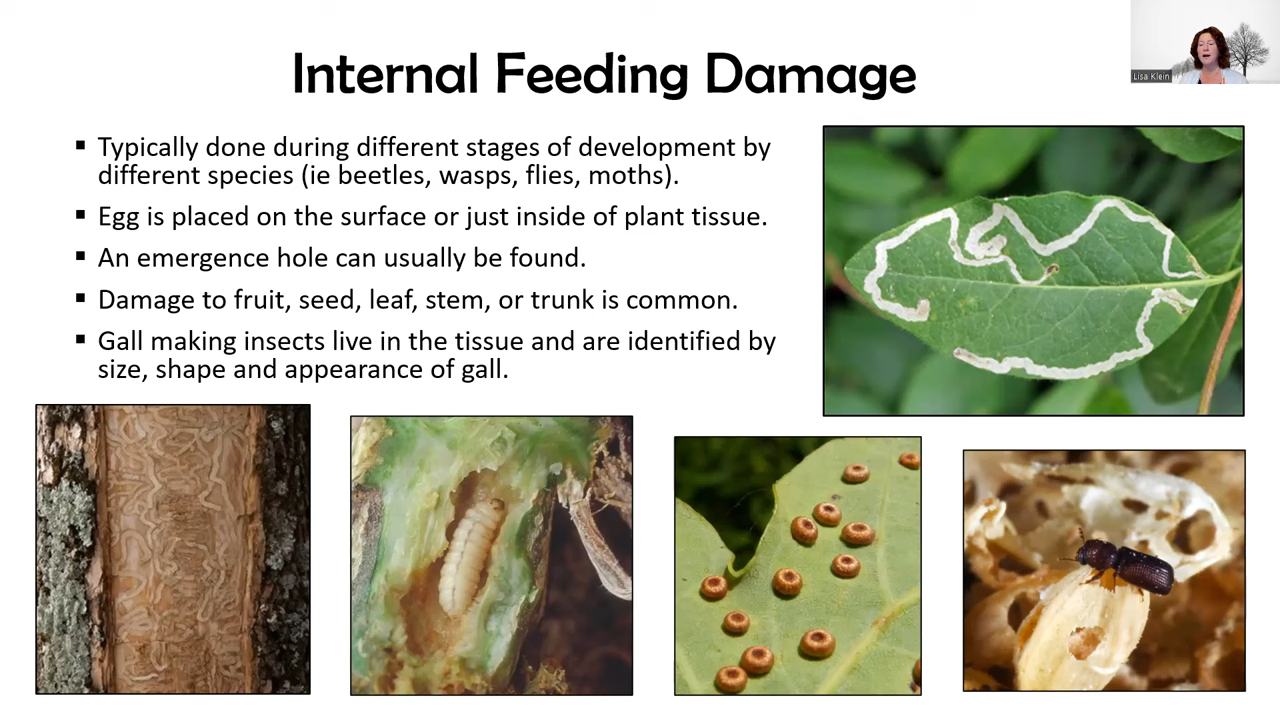 Internal Feeding Damage
Lisa Klein
▪ Typically done during different stages of development by
different species (ie beetles, wasps, flies, moths).
▪ Egg is placed on the surface or just inside of plant tissue.
▪ An emergence hole can usually be found.
▪ Damage to fruit, seed, leaf, stem, or trunk is common.
▪ Gall making insects live in the tissue and are identified by
size, shape and appearance of gall.